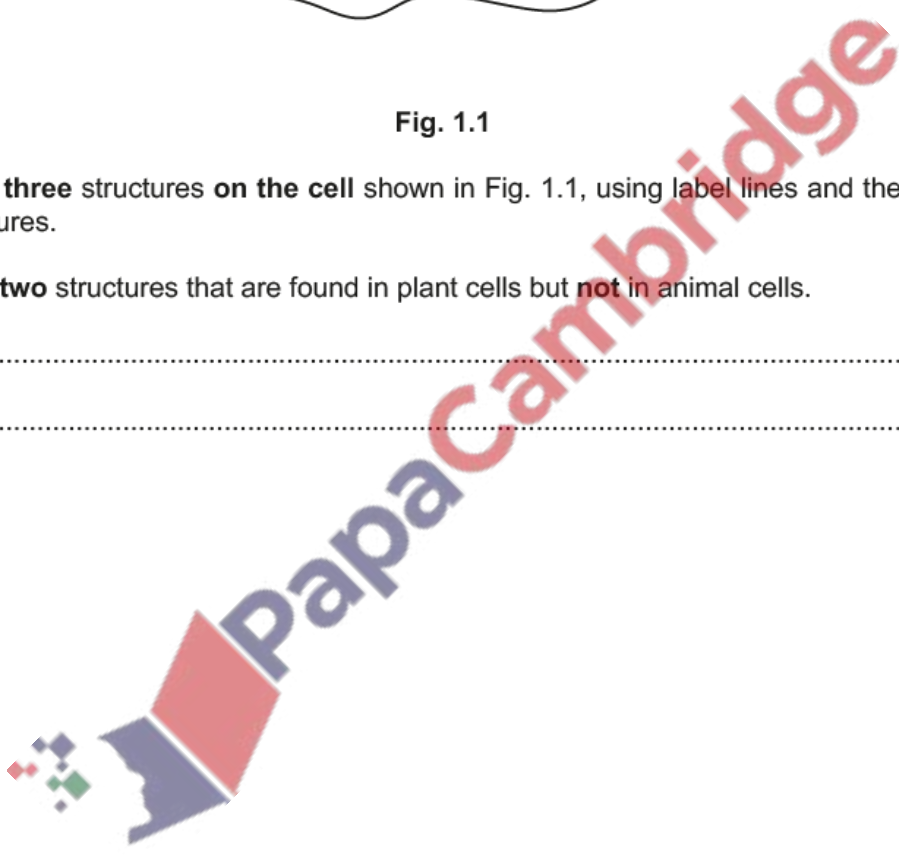 Fig. 1.1
three structures on the cell shown in Fig. 1.1, using label lines and the
ures.
two structures that are found in plant cells but not in animal cells.
PapaCambridge